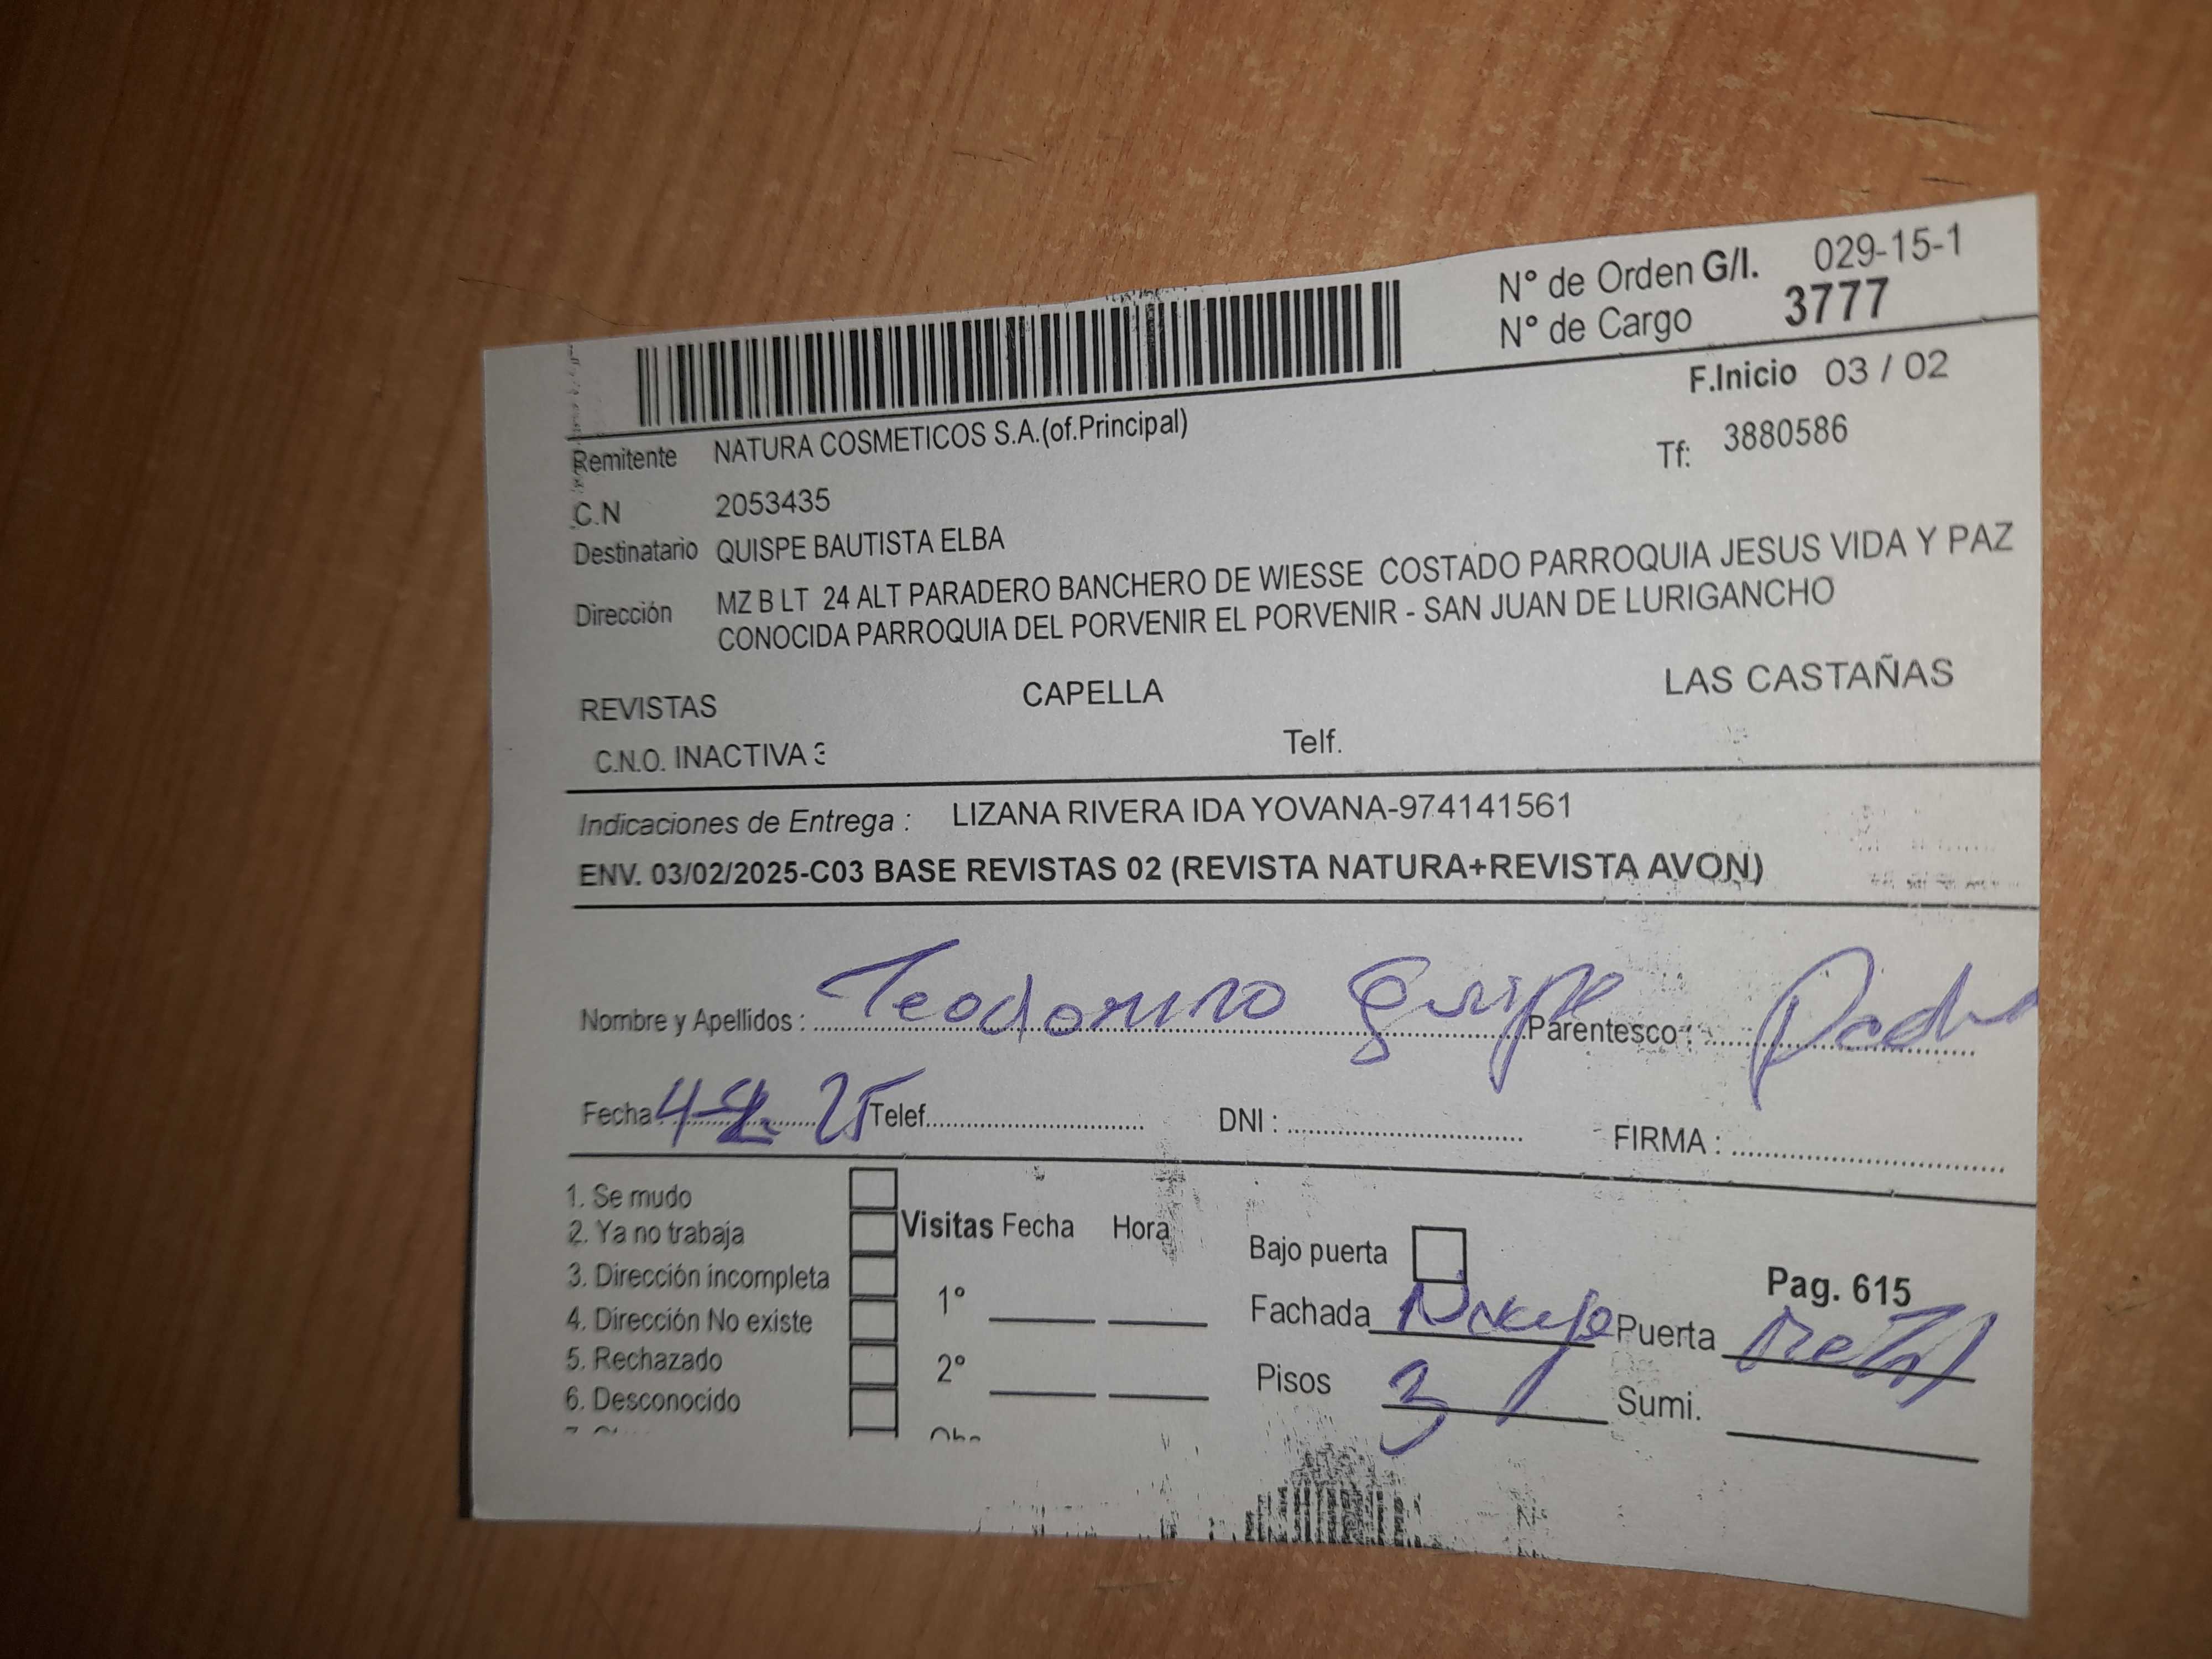 N° de Orden G/I. 029-15-1
N° de Cargo 3777
F.Inicio 03 / 02
Remitente NATURA COSMETICOS S.A.(of.Principal)
Tf: 3880586
C.N 2053435
Destinatario QUISPE BAUTISTA ELBA
Dirección MZ B LT 24 ALT PARADERO BANCHERO DE WIESSE COSTADO PARROQUIA JESUS VIDA Y PAZ
CONOCIDA PARROQUIA DEL PORVENIR EL PORVENIR - SAN JUAN DE LURIGANCHO
REVISTAS CAPELLA LAS CASTAÑAS
C.N.O. INACTIVA 3 Telf.
Indicaciones de Entrega : LIZANA RIVERA IDA YOVANA-974141561
ENV. 03/02/2025-C03 BASE REVISTAS 02 (REVISTA NATURA+REVISTA AVON)
Nombre y Apellidos : Quispe Parentesco : Padre
Fecha : 4-2-25 Telef. DNI : FIRMA :
1. Se mudo
2. Ya no trabaja
3. Dirección incompleta
4. Dirección No existe
5. Rechazado
6. Desconocido
Visitas Fecha Hora
1°
2°
Bajo puerta
Pag. 615
Fachada Puerta Metal
Pisos 3 Sumi.